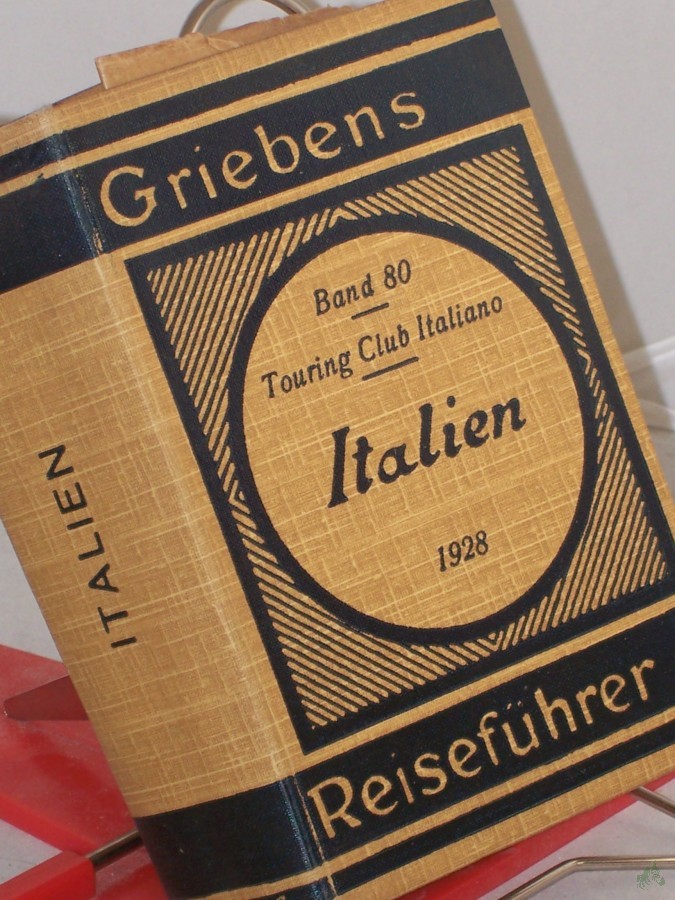 Griebens
Band 80
Touring Club Italiano
Italien
1928
Reiseführer
ITALIEN